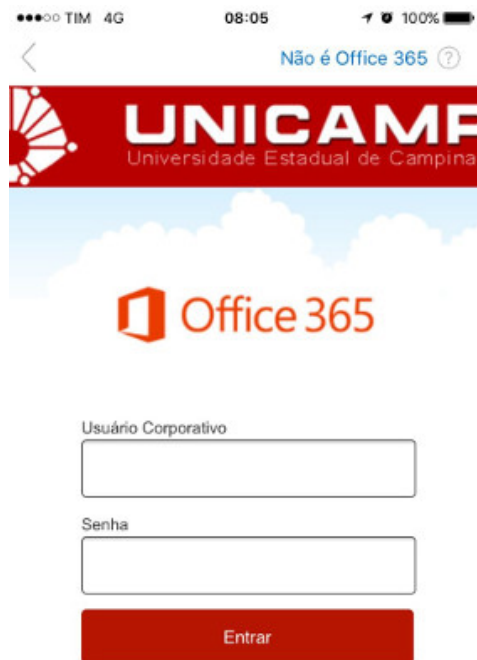 TIM 4G 08:05 100%
Não é Office 365 ?
UNICAMP
Universidade Estadual de Campina
Office 365
Usuário Corporativo
Senha
Entrar